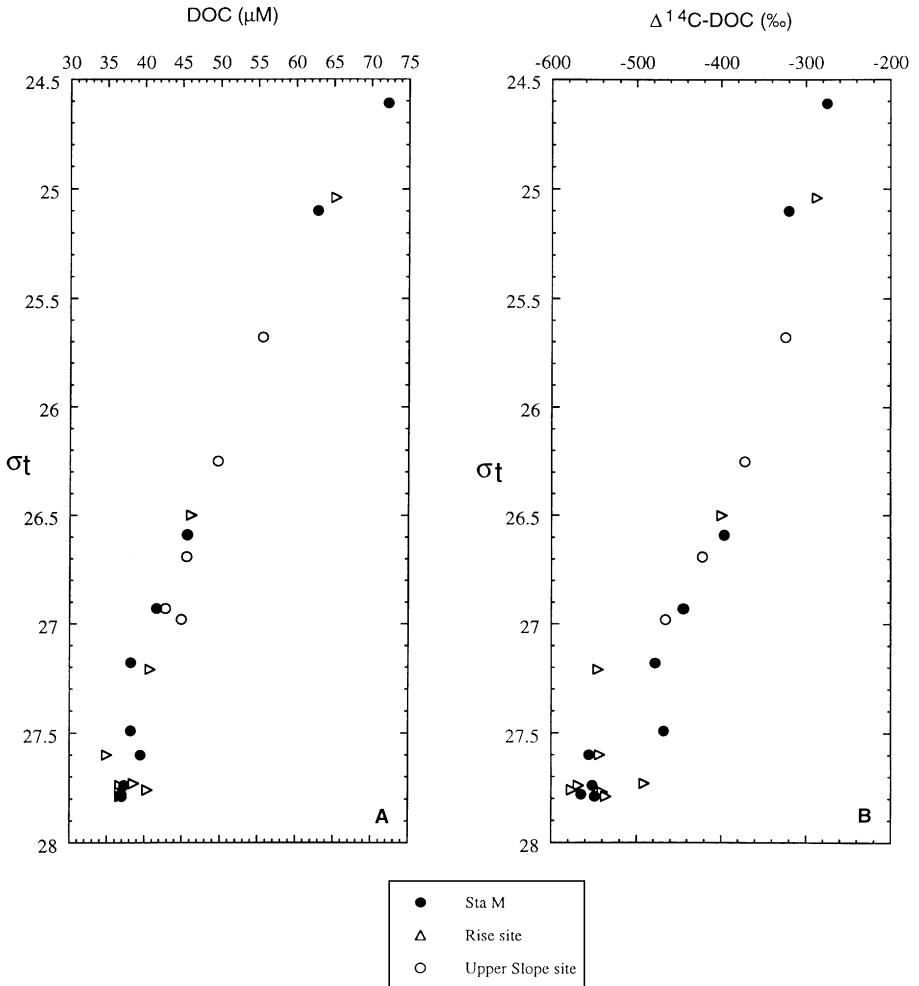 DOC (µM)
30 35 40 45 50 55 60 65 70 75
24.5
25
25.5
26
σt
26.5
27
27.5
28
A
Δ¹⁴C-DOC (‰)
-600 -500 -400 -300 -200
24.5
25
25.5
26
σt
26.5
27
27.5
28
B
Sta M
Rise site
Upper Slope site